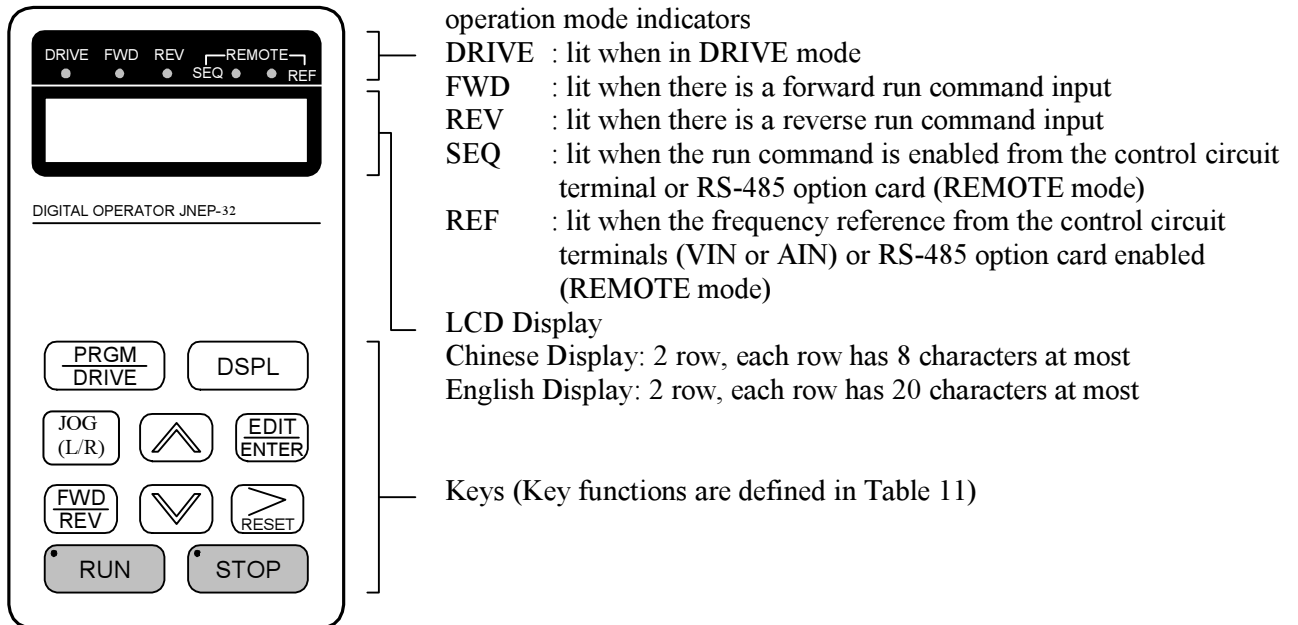 DRIVE FWD REV REMOTE
SEQ REF
DIGITAL OPERATOR JNEP-32
PRGM
DRIVE
DSPL
JOG
(L/R)
EDIT
ENTER
FWD
REV
RESET
RUN
STOP
operation mode indicators
DRIVE : lit when in DRIVE mode
FWD : lit when there is a forward run command input
REV : lit when there is a reverse run command input
SEQ : lit when the run command is enabled from the control circuit
terminal or RS-485 option card (REMOTE mode)
REF : lit when the frequency reference from the control circuit
terminals (VIN or AIN) or RS-485 option card enabled
(REMOTE mode)
LCD Display
Chinese Display: 2 row, each row has 8 characters at most
English Display: 2 row, each row has 20 characters at most
Keys (Key functions are defined in Table 11)